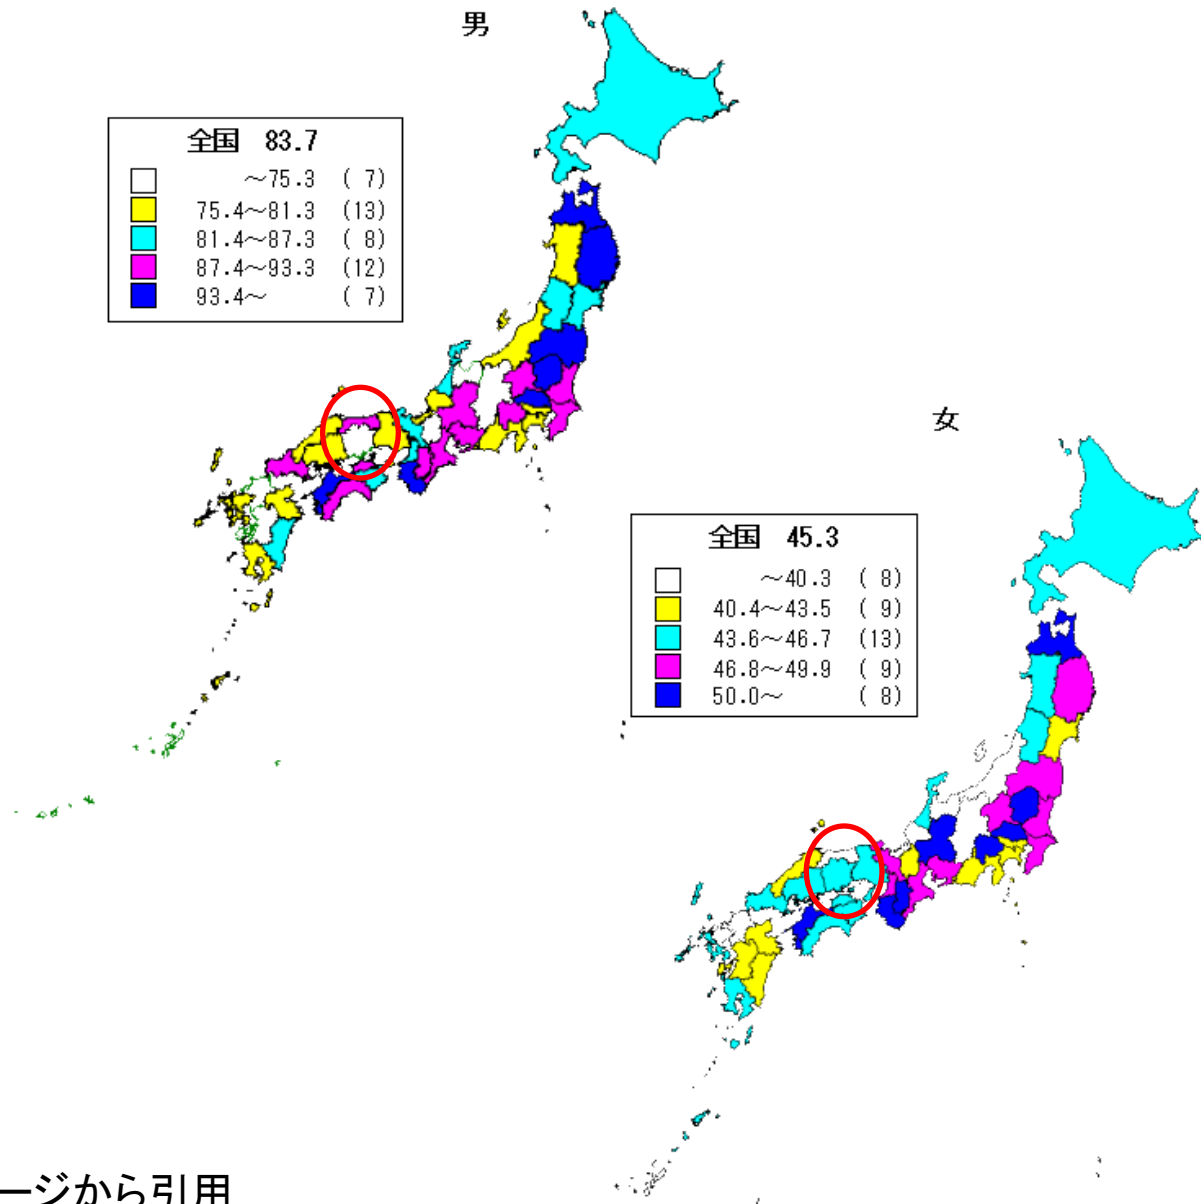 男
全国 83.7
～75.3 ( 7)
75.4～81.3 (13)
81.4～87.3 ( 8)
87.4～93.3 (12)
93.4～ ( 7)
女
全国 45.3
～40.3 ( 8)
40.4～43.5 ( 9)
43.6～46.7 (13)
46.8～49.9 ( 9)
50.0～ ( 8)
ージから引用